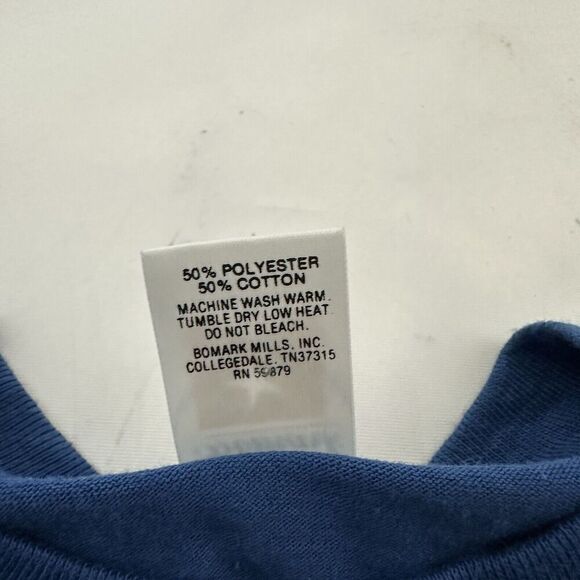 50% POLYESTER
50% COTTON
MACHINE WASH WARM.
TUMBLE DRY LOW HEAT.
DO NOT BLEACH.
BOMARK MILLS, INC.
COLLEGEDALE, TN37315
RN 59879